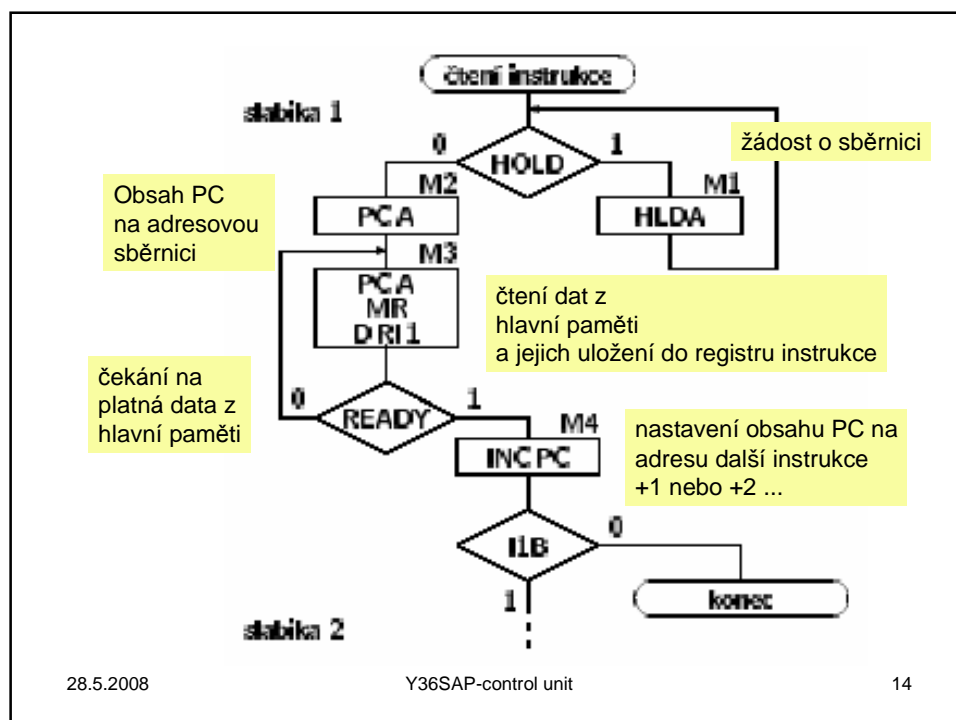 čtení instrukce
slabika 1
žádost o sběrnici
0
HOLD
1
M2
M1
Obsah PC
na adresovou
sběrnici
PCA
HLDA
M3
PCA
MR
DRI1
čtení dat z
hlavní paměti
a jejich uložení do registru instrukce
čekání na
platná data z
hlavní paměti
0
READY
1
M4
INCPC
nastavení obsahu PC na
adresu další instrukce
+1 nebo +2 ...
I1B
0
1
konec
slabika 2
28.5.2008
Y36SAP-control unit
14